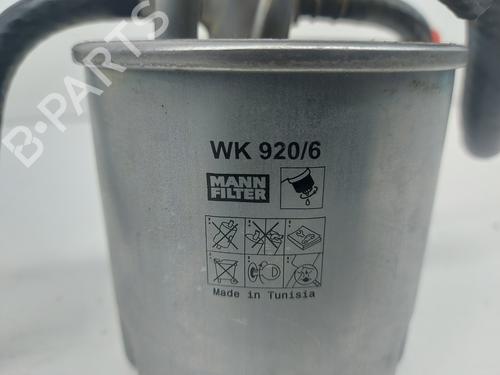 B-PARTS
WK 920/6
MANN
FILTER
Made in Tunisia